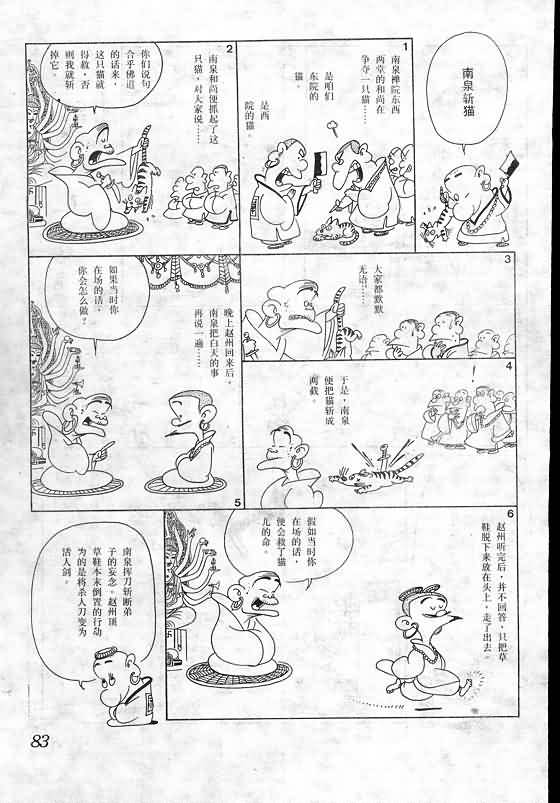 南泉斩猫
1
南泉禅院东西
两堂的和尚在
争夺一只猫……
是咱们
东院的
猫。
是西
院的猫。
2
南泉和尚便抓起了这
只猫，对大家说……
你们说句
合乎佛道
的话来，
这只猫就
得救，否
则我就斩
掉它。
3
大家都默默
无语……
4
于是，南泉
便把猫斩成
两截。
5
晚上赵州回来后，
南泉把白天的事
再说一遍……
如果当时你
在场的话，
你会怎么做？
6
赵州听完后，并不回答，只把草
鞋脱下来放在头上，走了出去。
假如当时你
在场的话，
便会救了猫
儿的命。
南泉挥刀斩断弟
子的妄念。赵州顶
草鞋本末倒置的行动
为的是将杀人刀变为
活人剑。
83